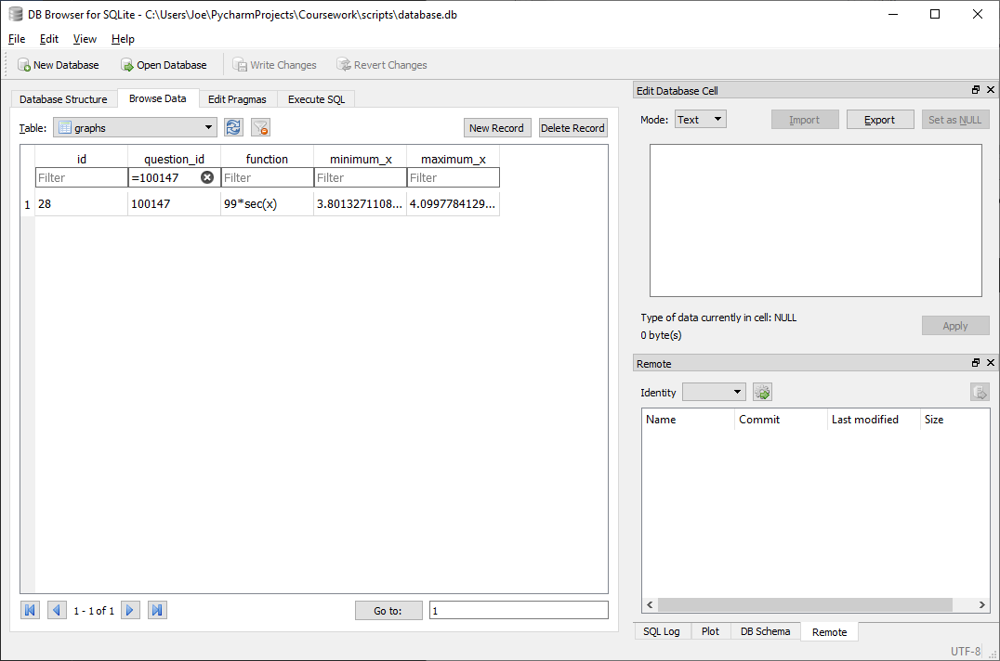 DB Browser for SQLite - C:\Users\Joe\PycharmProjects\Coursework\scripts\database.db
File Edit View Help
New Database Open Database Write Changes Revert Changes
Database Structure Browse Data Edit Pragmas Execute SQL
Table: graphs New Record Delete Record
id question_id function minimum_x maximum_x
Filter =100147 Filter Filter Filter
1 28 100147 99*sec(x) 3.8013271108... 4.0997784129...
1 - 1 of 1 Go to: 1
Edit Database Cell
Mode: Text Import Export Set as NULL
Type of data currently in cell: NULL
0 byte(s)
Apply
Remote
Identity
Name Commit Last modified Size
SQL Log Plot DB Schema Remote
UTF-8